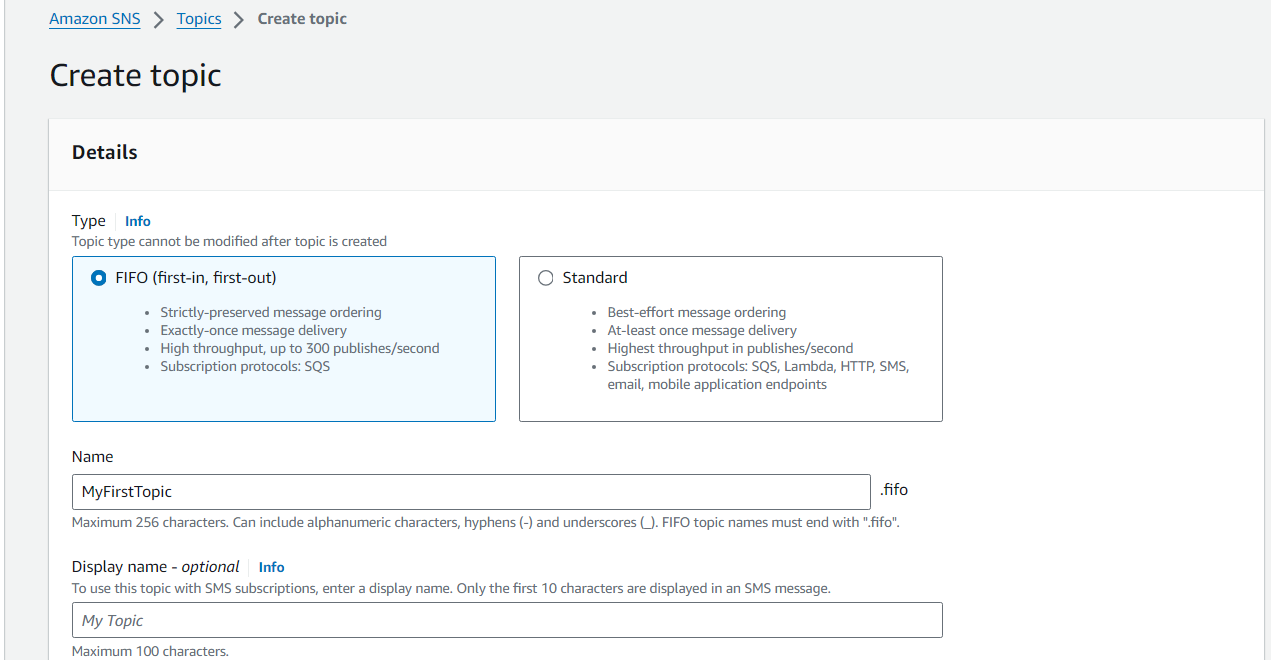 Amazon SNS > Topics > Create topic
Create topic
Details
Type Info
Topic type cannot be modified after topic is created
FIFO (first-in, first-out)
• Strictly-preserved message ordering
• Exactly-once message delivery
• High throughput, up to 300 publishes/second
• Subscription protocols: SQS
Standard
• Best-effort message ordering
• At-least once message delivery
• Highest throughput in publishes/second
• Subscription protocols: SQS, Lambda, HTTP, SMS,
email, mobile application endpoints
Name
MyFirstTopic .fifo
Maximum 256 characters. Can include alphanumeric characters, hyphens (-) and underscores (_). FIFO topic names must end with ".fifo".
Display name - optional Info
To use this topic with SMS subscriptions, enter a display name. Only the first 10 characters are displayed in an SMS message.
My Topic
Maximum 100 characters.